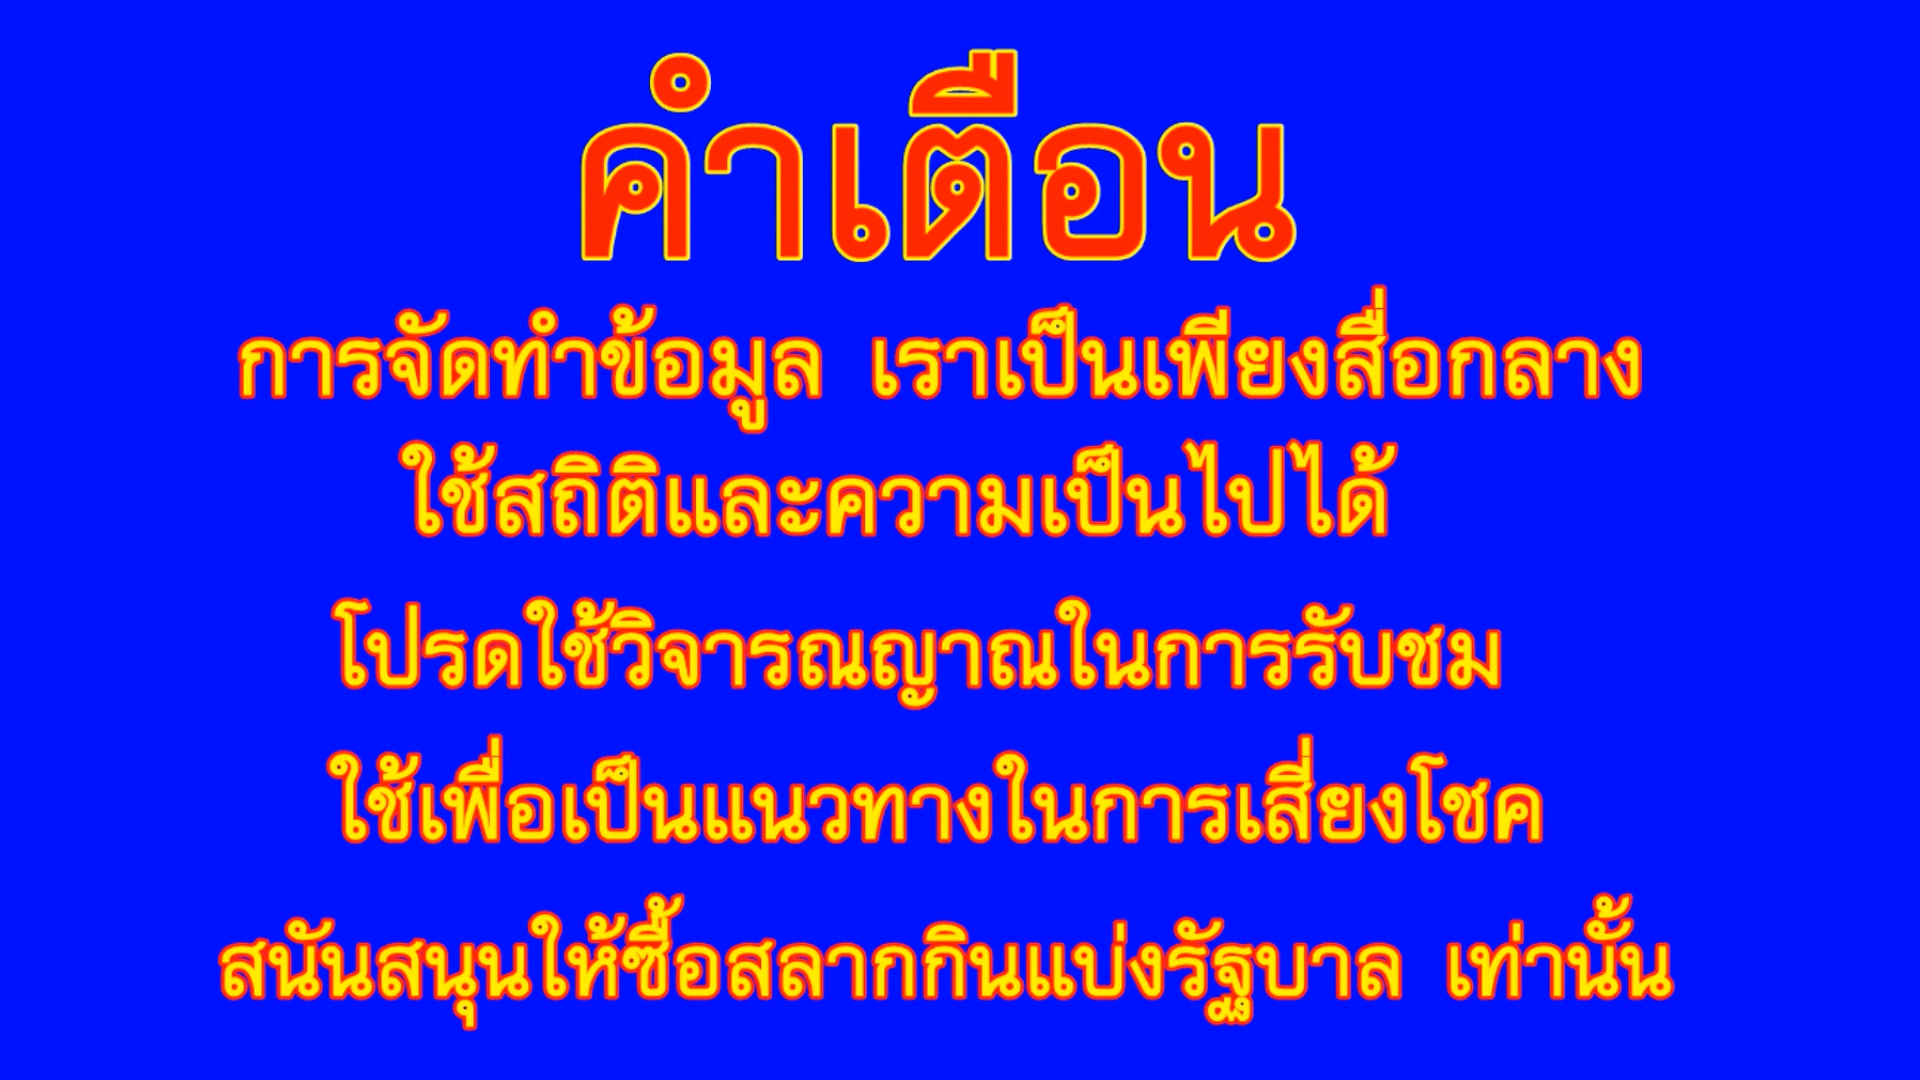 คำเตือน
การจัดทำข้อมูล เราเป็นเพียงสื่อกลาง
ใช้สถิติและความเป็นไปได้
โปรดใช้วิจารณญาณในการรับชม
ใช้เพื่อเป็นแนวทางในการเสี่ยงโชค
สนันสนุนให้ซื้อสลากกินแบ่งรัฐบาล เท่านั้น